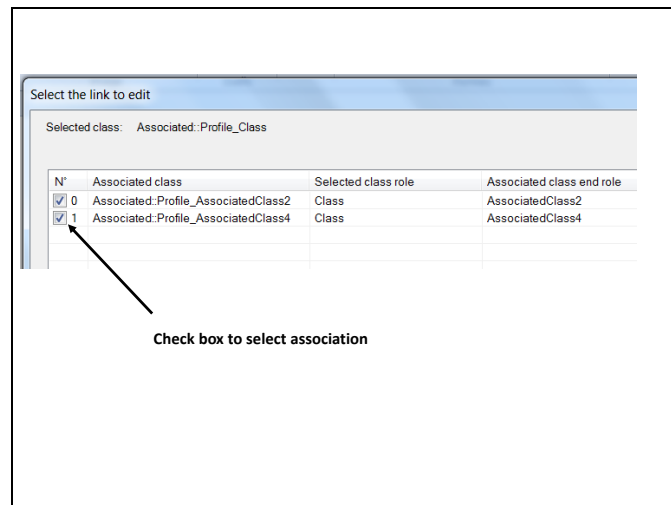 Select the link to edit
Selected class: Associated::Profile_Class
N° Associated class Selected class role Associated class end role
0 Associated::Profile_AssociatedClass2 Class AssociatedClass2
1 Associated::Profile_AssociatedClass4 Class AssociatedClass4
Check box to select association